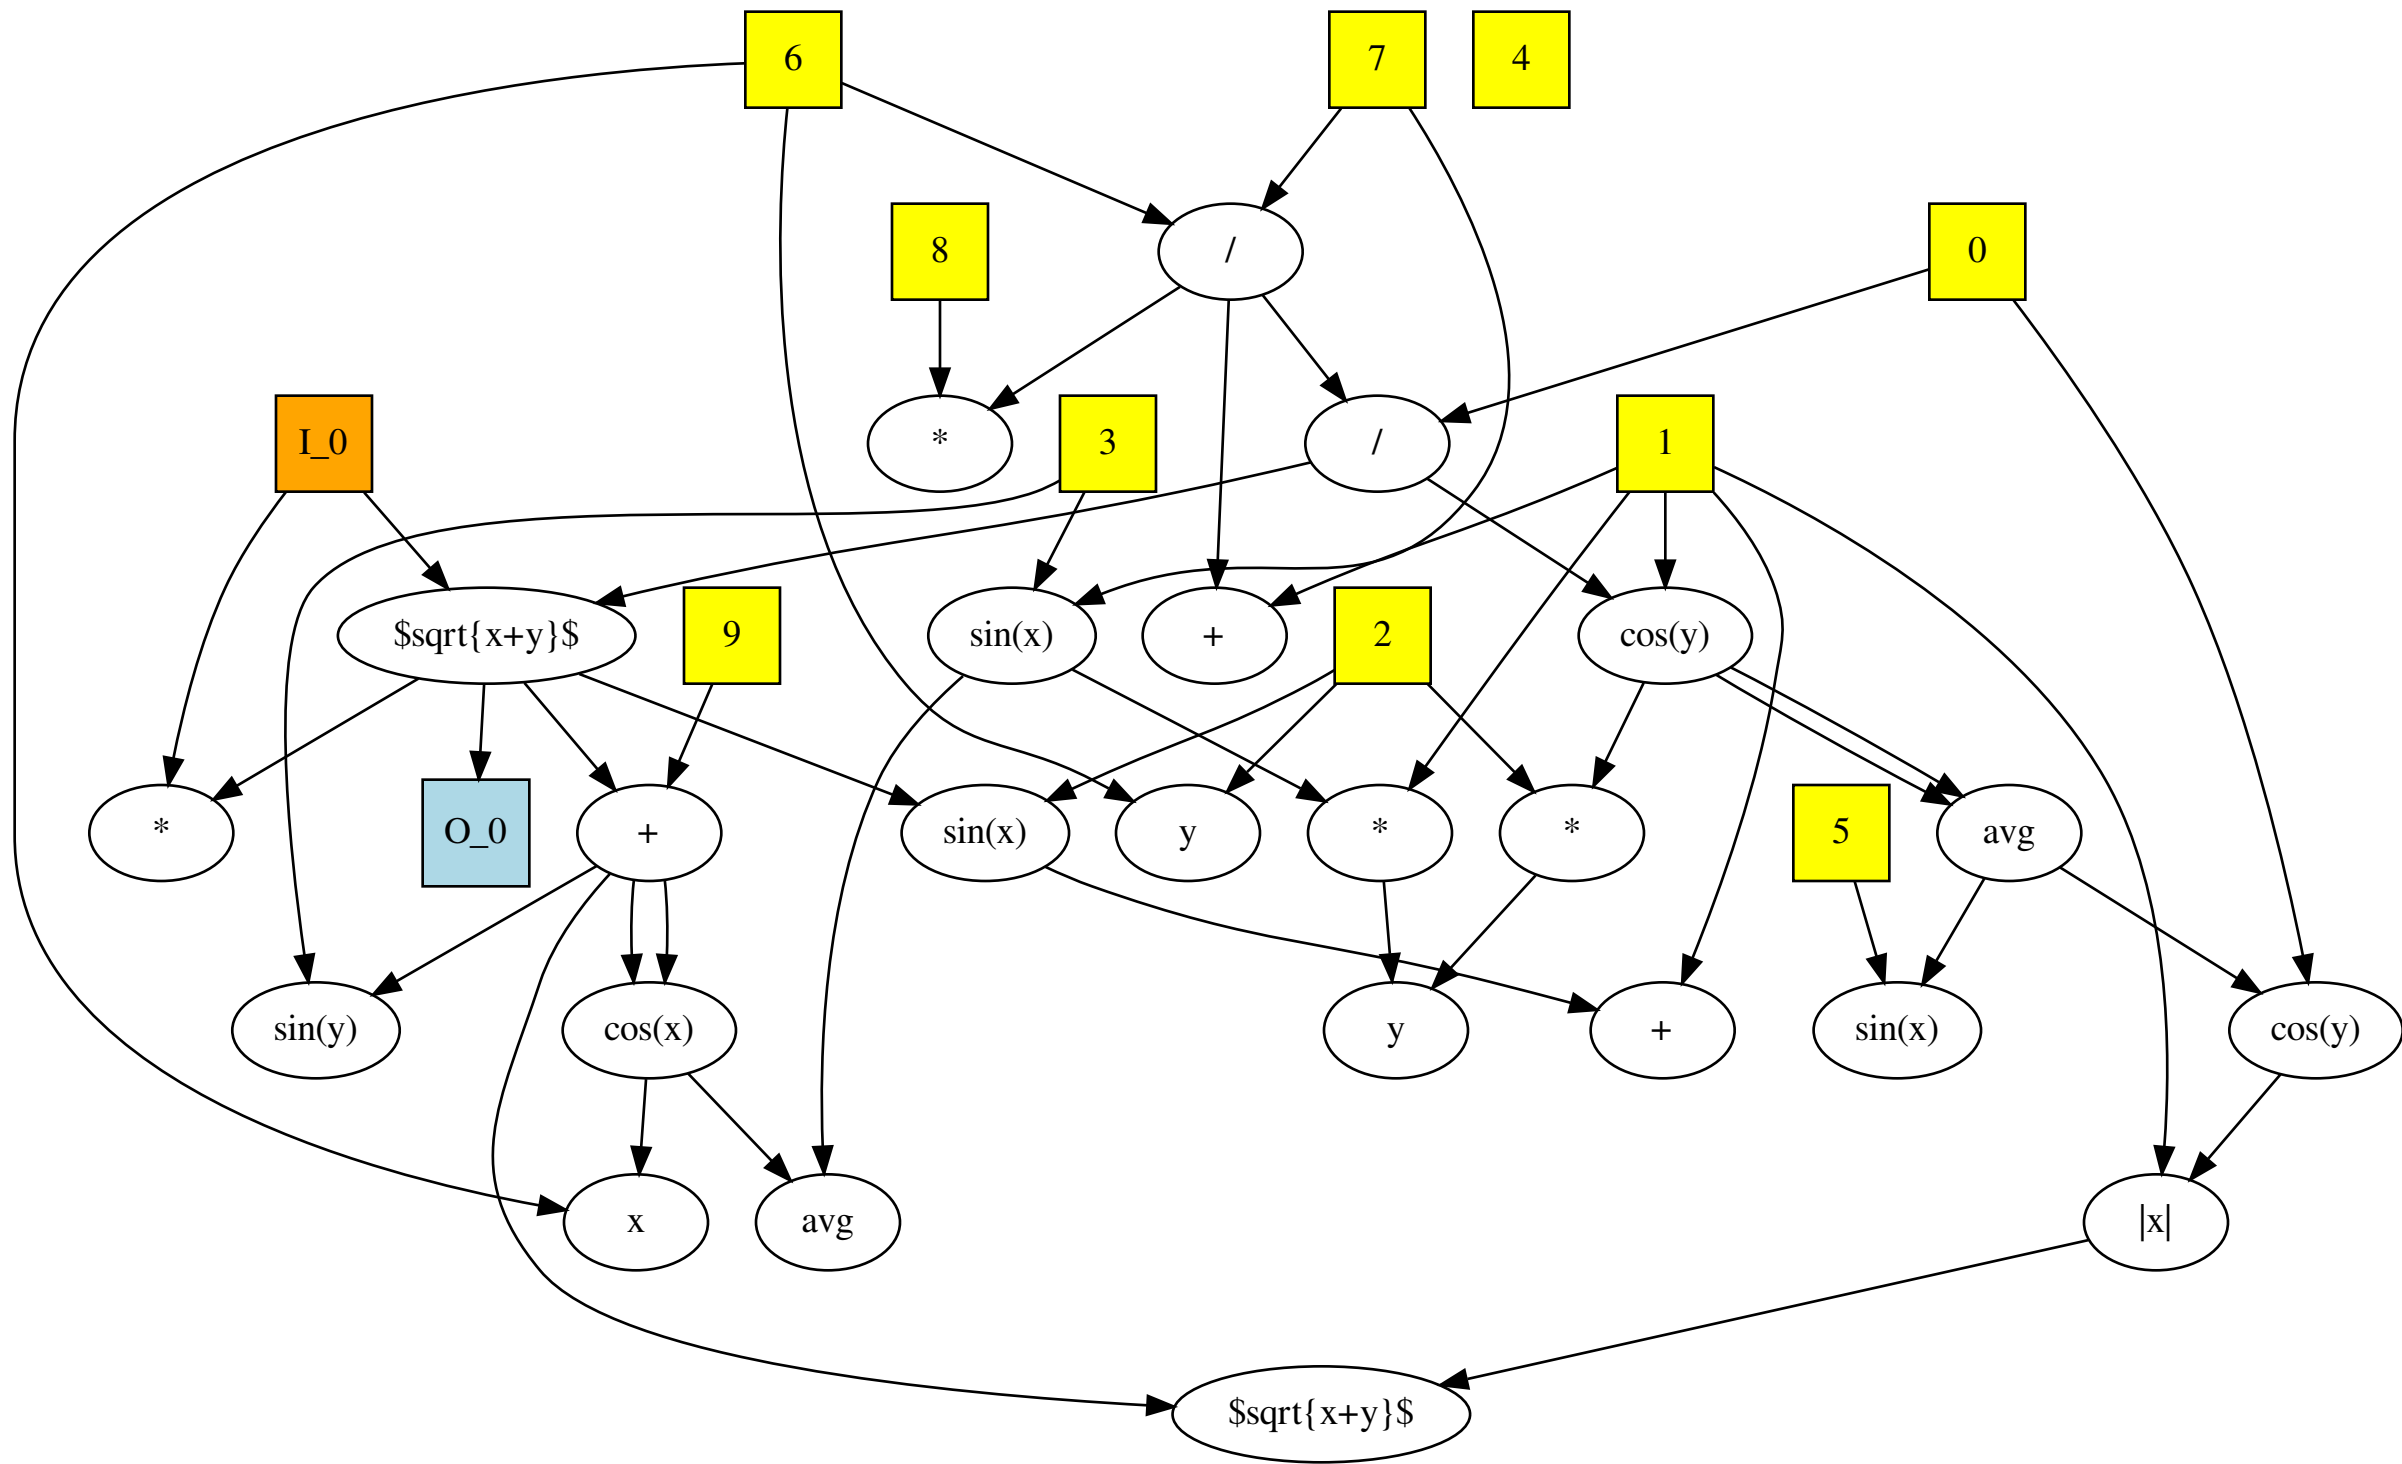 6
7
4
8
/
0
I_0
*
3
/
1
$sqrt{x+y}$
9
sin(x)
+
2
cos(y)
*
O_0
+
sin(x)
y
*
*
5
avg
sin(y)
cos(x)
y
+
sin(x)
cos(y)
x
avg
|x|
$sqrt{x+y}$